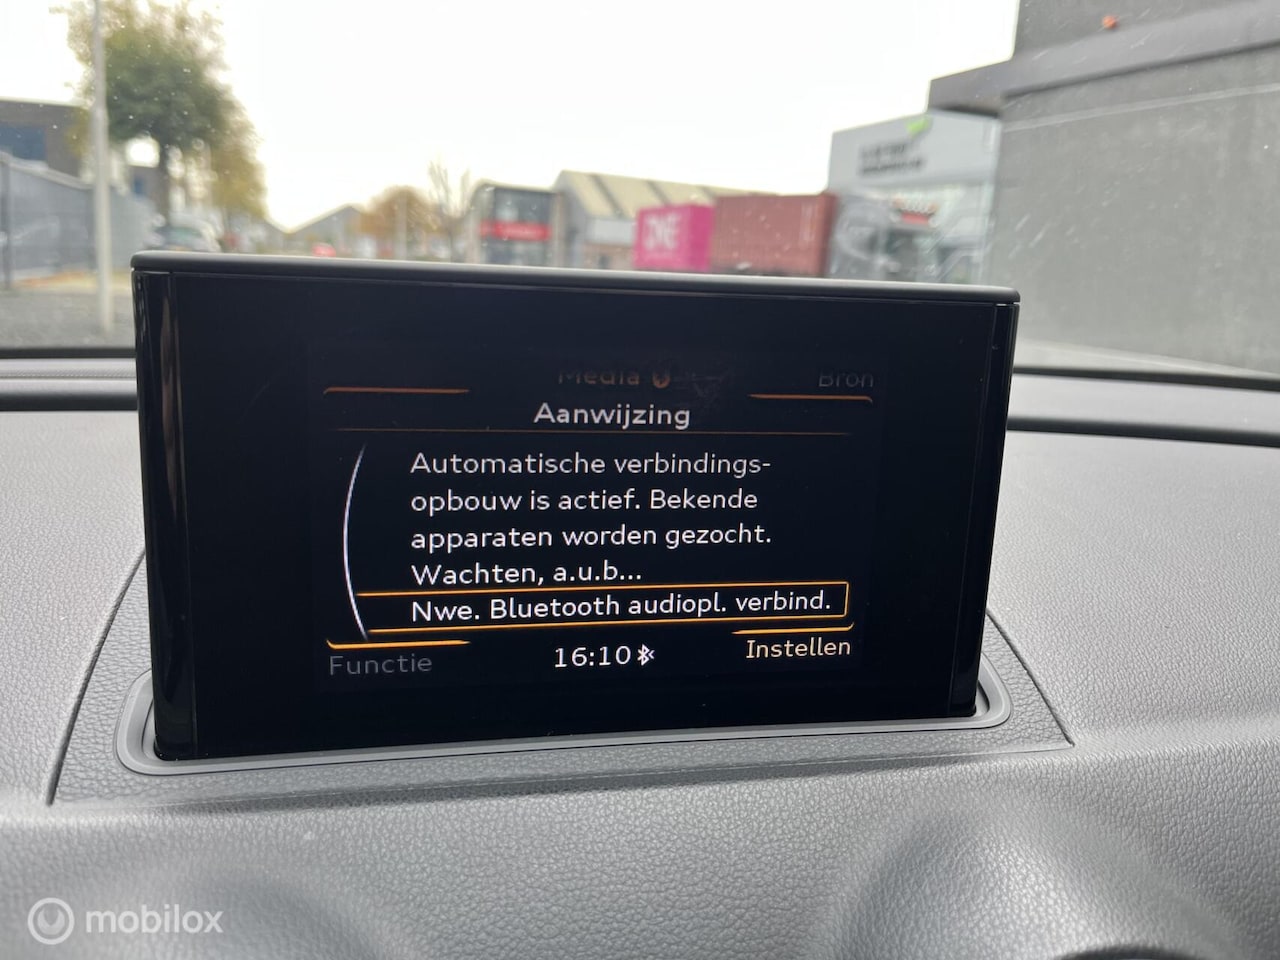 Media
Bron
Aanwijzing
Automatische verbindings-
opbouw is actief. Bekende
apparaten worden gezocht.
Wachten, a.u.b...
Nwe. Bluetooth audiopl. verbind.
Functie
16:10
Instellen
mobilox